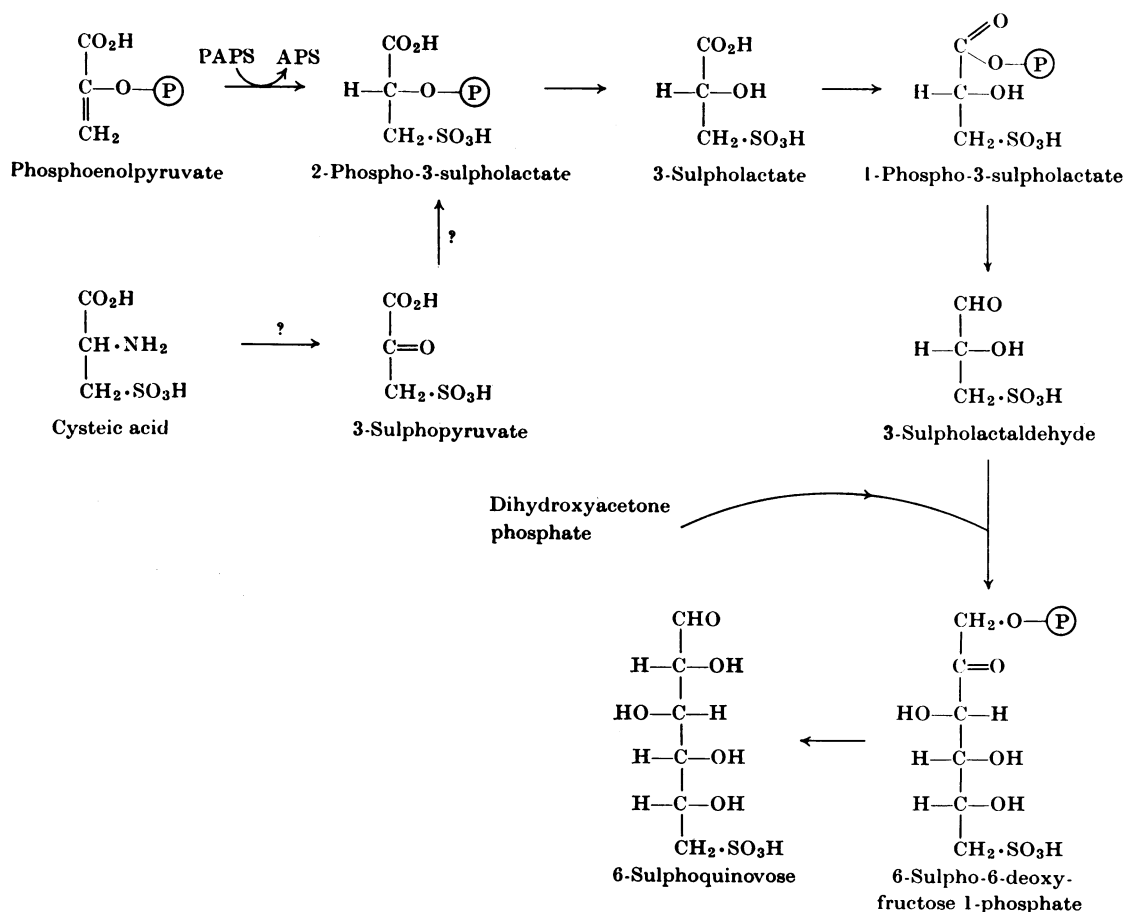 CO₂H
C—O—Ⓟ
CH₂
Phosphoenolpyruvate
PAPS APS
CO₂H
H—C—O—Ⓟ
CH₂·SO₃H
2-Phospho-3-sulpholactate
CO₂H
H—C—OH
CH₂·SO₃H
3-Sulpholactate
O
C
O—Ⓟ
H—C—OH
CH₂·SO₃H
1-Phospho-3-sulpholactate
?
CO₂H
CH·NH₂
CH₂·SO₃H
Cysteic acid
?
CO₂H
C=O
CH₂·SO₃H
3-Sulphopyruvate
CHO
H—C—OH
CH₂·SO₃H
3-Sulpholactaldehyde
Dihydroxyacetone
phosphate
CH₂·O—Ⓟ
C=O
HO—C—H
H—C—OH
H—C—OH
CH₂·SO₃H
6-Sulpho-6-deoxy-
fructose 1-phosphate
CHO
H—C—OH
HO—C—H
H—C—OH
H—C—OH
CH₂·SO₃H
6-Sulphoquinovose